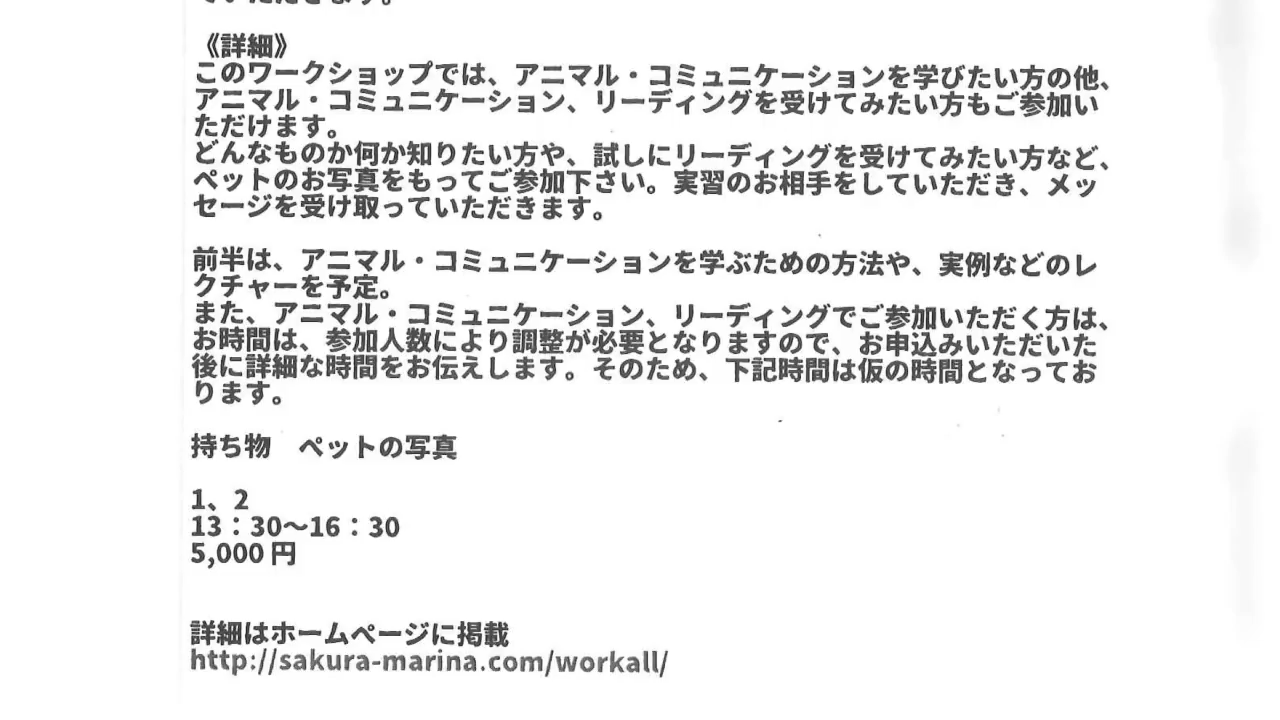 ていただきます。
《詳細》
このワークショップでは、アニマル・コミュニケーションを学びたい方の他、
アニマル・コミュニケーション、リーディングを受けてみたい方もご参加い
ただけます。
どんなものか何か知りたい方や、試しにリーディングを受けてみたい方など、
ペットのお写真をもってご参加下さい。実習のお相手をしていただき、メッ
セージを受け取っていただきます。
前半は、アニマル・コミュニケーションを学ぶための方法や、実例などのレ
クチャーを予定。
また、アニマル・コミュニケーション、リーディングでご参加いただく方は、
お時間は、参加人数により調整が必要となりますので、お申込みいただいた
後に詳細な時間をお伝えします。そのため、下記時間は仮の時間となってお
ります。
持ち物　ペットの写真
1、2
13：30～16：30
5,000 円
詳細はホームページに掲載
http://sakura-marina.com/workall/